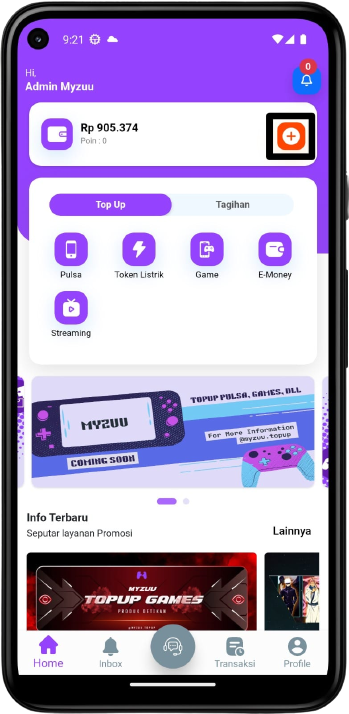 9:21
Hi,
Admin Myzuu
0
Rp 905.374
Poin : 0
Top Up
Tagihan
Pulsa
Token Listrik
Game
E-Money
Streaming
MYZUU
COMING SOON
TOPUP PULSA, GAMES, DLL
For More Information
@myzuu.topup
Info Terbaru
Seputar layanan Promosi
Lainnya
MYZUU
TOPUP GAMES
Home
Inbox
Transaksi
Profile